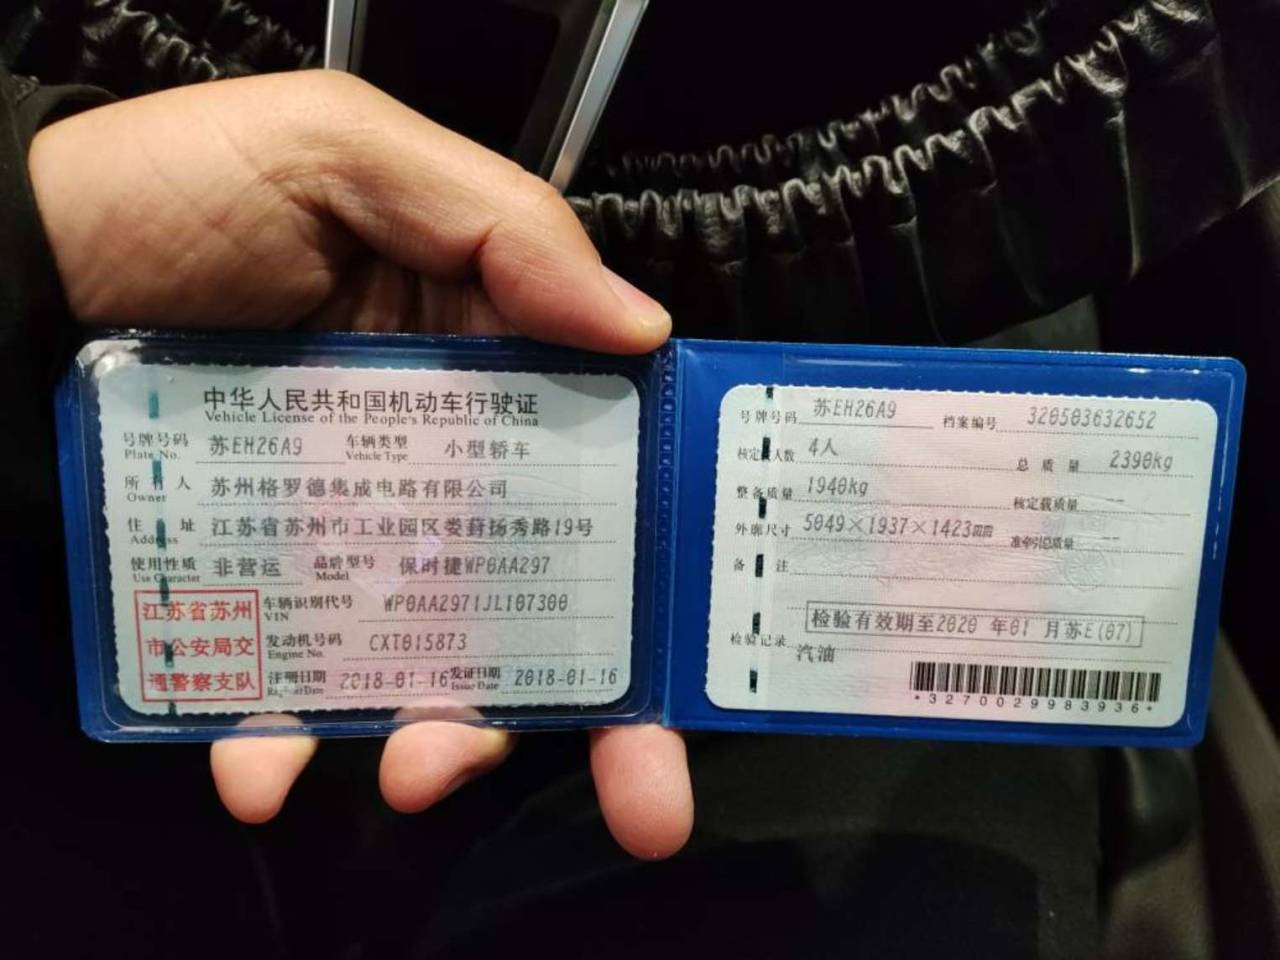 中华人民共和国机动车行驶证
Vehicle License of the People's Republic of China
号牌号码 苏EH26A9 车辆类型 小型轿车
Plate No. Vehicle Type
所有人 苏州格罗德集成电路有限公司
Owner
住址 江苏省苏州市工业园区娄葑扬秀路19号
Address
使用性质 非营运 品牌型号 保时捷WP0AA297
Use Character Model
江苏省苏州
市公安局交
通警察支队
车辆识别代号 WP0AA2971JL107300
VIN
发动机号码 CXT015873
Engine No.
注册日期 2018-01-16 发证日期 2018-01-16
Register Date Issue Date
号牌号码 苏EH26A9 档案编号 320503632652
核定载人数 4人 总质量 2390kg
整备质量 1940kg 核定载质量 --
外廓尺寸 5049×1937×1423mm 准牵引总质量 --
备注
检验有效期至2020 年01 月苏E(07)
检验记录
汽油
*3270029983936*